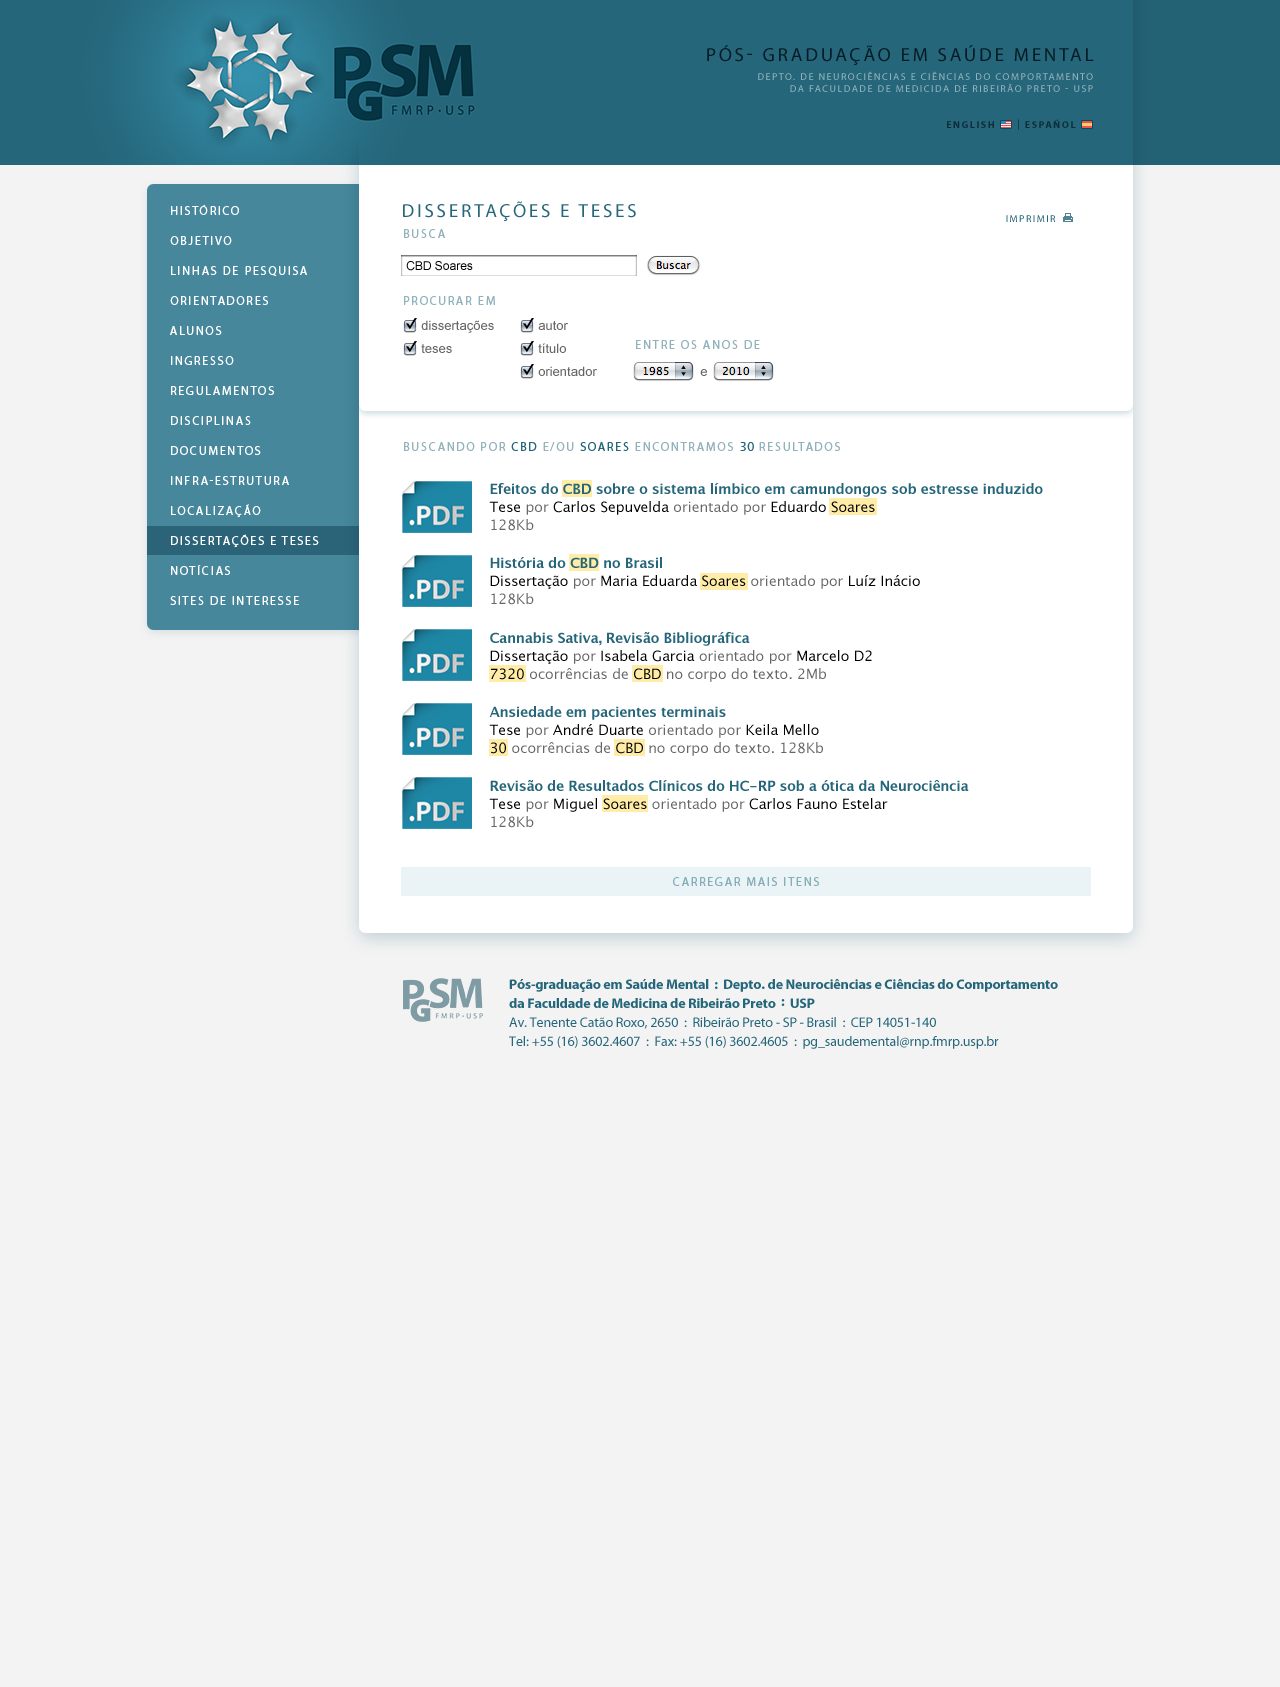 PGSM
FMRP·USP
PÓS- GRADUAÇÃO EM SAÚDE MENTAL
DEPTO. DE NEUROCIÊNCIAS E CIÊNCIAS DO COMPORTAMENTO
DA FACULDADE DE MEDICIDA DE RIBEIRÃO PRETO - USP
ENGLISH | ESPAÑOL
HISTÓRICO
OBJETIVO
LINHAS DE PESQUISA
ORIENTADORES
ALUNOS
INGRESSO
REGULAMENTOS
DISCIPLINAS
DOCUMENTOS
INFRA-ESTRUTURA
LOCALIZAÇÃO
DISSERTAÇÕES E TESES
NOTÍCIAS
SITES DE INTERESSE
DISSERTAÇÕES E TESES
IMPRIMIR
BUSCA
CBD Soares Buscar
PROCURAR EM
dissertações autor
teses título
ENTRE OS ANOS DE
orientador 1985 e 2010
BUSCANDO POR CBD E/OU SOARES ENCONTRAMOS 30 RESULTADOS
.PDF
Efeitos do CBD sobre o sistema límbico em camundongos sob estresse induzido
Tese por Carlos Sepuvelda orientado por Eduardo Soares
128Kb
.PDF
História do CBD no Brasil
Dissertação por Maria Eduarda Soares orientado por Luíz Inácio
128Kb
.PDF
Cannabis Sativa, Revisão Bibliográfica
Dissertação por Isabela Garcia orientado por Marcelo D2
7320 ocorrências de CBD no corpo do texto. 2Mb
.PDF
Ansiedade em pacientes terminais
Tese por André Duarte orientado por Keila Mello
30 ocorrências de CBD no corpo do texto. 128Kb
.PDF
Revisão de Resultados Clínicos do HC-RP sob a ótica da Neurociência
Tese por Miguel Soares orientado por Carlos Fauno Estelar
128Kb
CARREGAR MAIS ITENS
PGSM
FMRP·USP
Pós-graduação em Saúde Mental : Depto. de Neurociências e Ciências do Comportamento
da Faculdade de Medicina de Ribeirão Preto : USP
Av. Tenente Catão Roxo, 2650 : Ribeirão Preto - SP - Brasil : CEP 14051-140
Tel: +55 (16) 3602.4607 : Fax: +55 (16) 3602.4605 : pg_saudemental@rnp.fmrp.usp.br